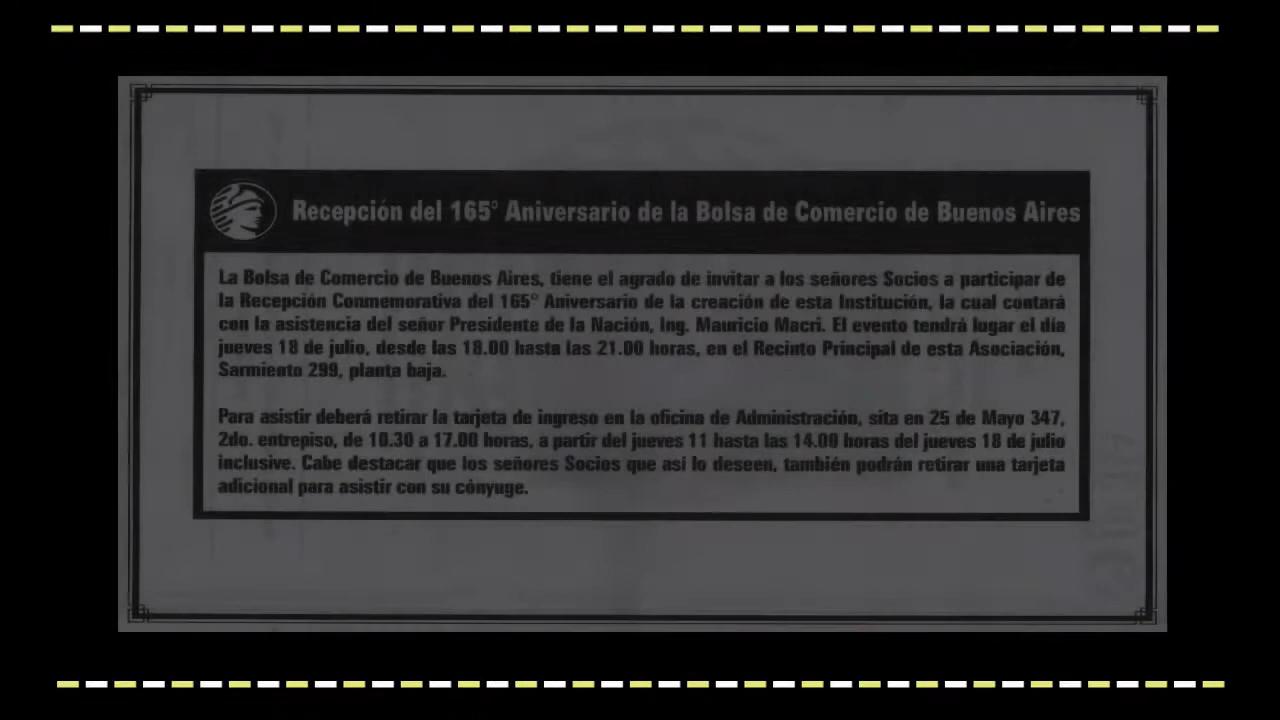 Recepción del 165° Aniversario de la Bolsa de Comercio de Buenos Aires
La Bolsa de Comercio de Buenos Aires, tiene el agrado de invitar a los señores Socios a participar de
la Recepción Conmemorativa del 165° Aniversario de la creación de esta Institución, la cual contará
con la asistencia del señor Presidente de la Nación, Ing. Mauricio Macri. El evento tendrá lugar el día
jueves 18 de julio, desde las 18.00 hasta las 21.00 horas, en el Recinto Principal de esta Asociación,
Sarmiento 299, planta baja.
Para asistir deberá retirar la tarjeta de ingreso en la oficina de Administración, sita en 25 de Mayo 347,
2do. entrepiso, de 10.30 a 17.00 horas, a partir del jueves 11 hasta las 14.00 horas del jueves 18 de julio
inclusive. Cabe destacar que los señores Socios que así lo deseen, también podrán retirar una tarjeta
adicional para asistir con su cónyuge.